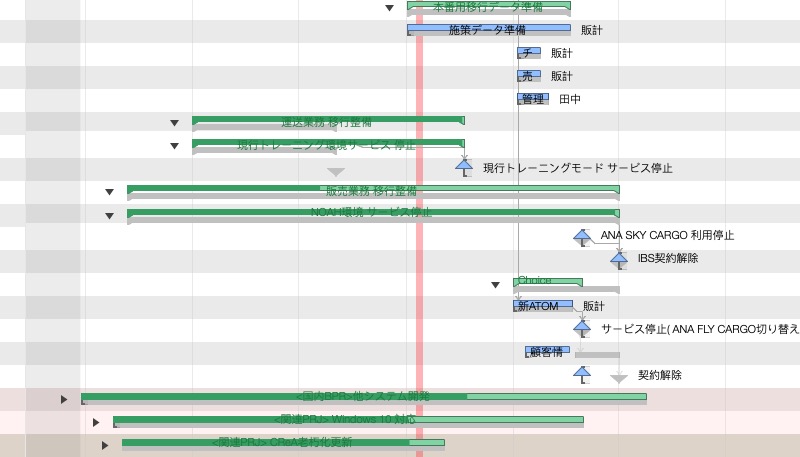 本番用移行データ準備
施策データ準備 販計
チ 販計
売 販計
管理 田中
運送業務 移行整備
現行トレーニング環境サービス 停止
現行トレーニングモード サービス停止
販売業務 移行整備
NOAH環境 サービス停止
ANA SKY CARGO 利用停止
IBS契約解除
Choice
新ATOM 販計
サービス停止( ANA FLY CARGO切り替え
顧客情
契約解除
<国内BPR>他システム開発
<関連PRJ> Windows 10 対応
<関連PRJ> CReA老朽化更新